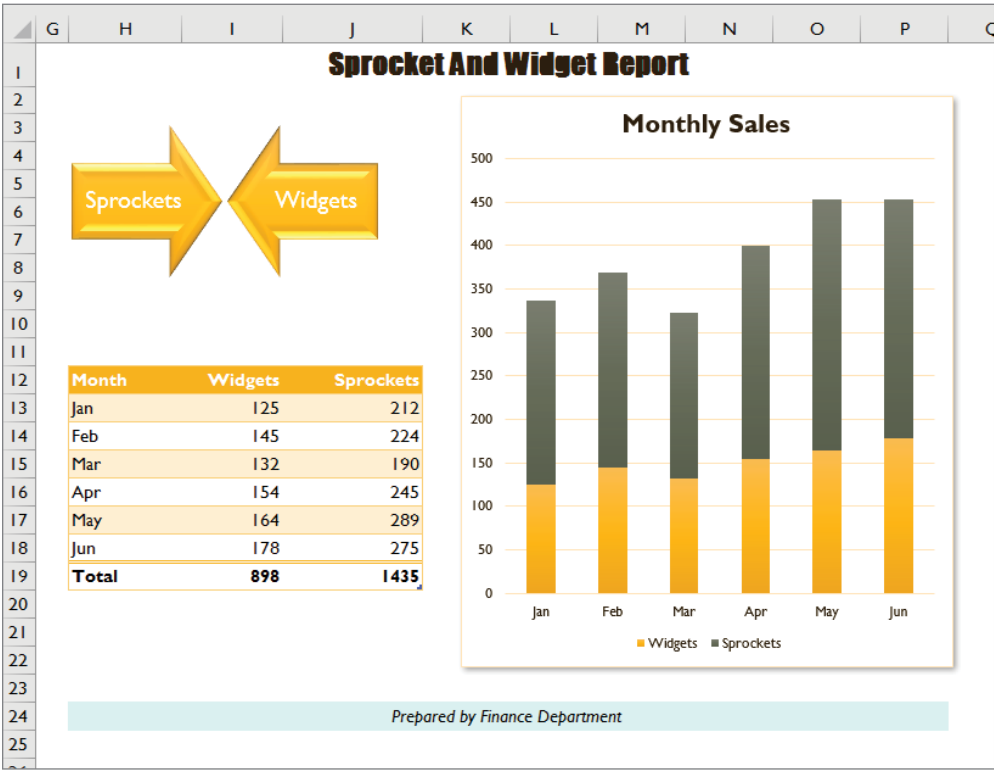 G H I J K L M N O P Q
1 Sprocket And Widget Report
2
3
4
5
6
7
8
9
10
11
12
13
14
15
16
17
18
19
20
21
22
23
24
25
Sprockets Widgets
Month Widgets Sprockets
Jan 125 212
Feb 145 224
Mar 132 190
Apr 154 245
May 164 289
Jun 178 275
Total 898 1435
Monthly Sales
500
450
400
350
300
250
200
150
100
50
0
Jan Feb Mar Apr May Jun
Widgets Sprockets
Prepared by Finance Department